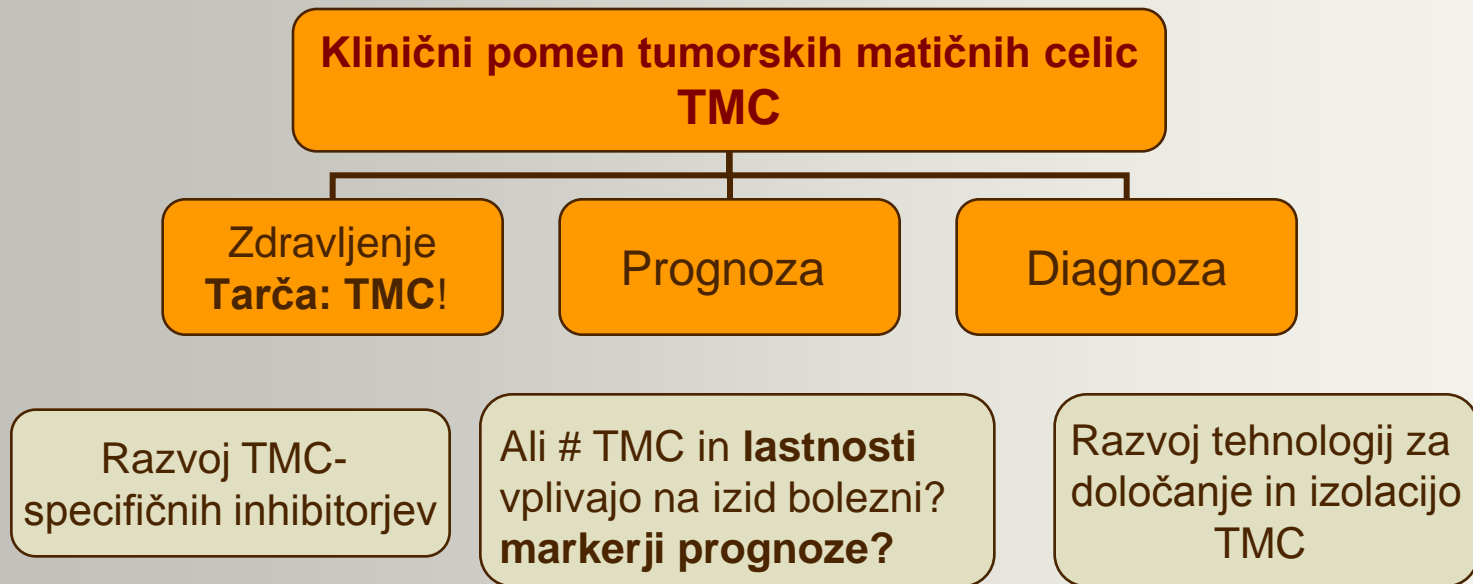 Klinični pomen tumorskih matičnih celic
TMC
Zdravljenje
Tarča: TMC!
Prognoza
Diagnoza
Razvoj TMC-
specifičnih inhibitorjev
Ali # TMC in lastnosti
vplivajo na izid bolezni?
markerji prognoze?
Razvoj tehnologij za
določanje in izolacijo
TMC